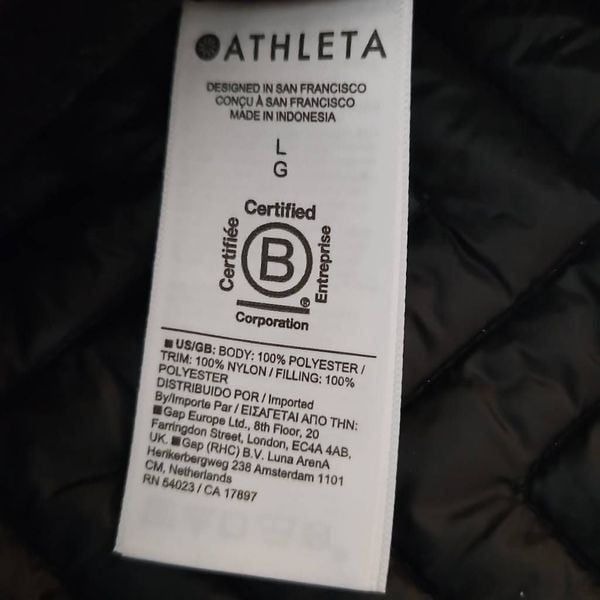 ATHLETA
DESIGNED IN SAN FRANCISCO
CONÇU À SAN FRANCISCO
MADE IN INDONESIA
L
G
Certified
Certifiée
B
Entreprise
®
Corporation
US/GB: BODY: 100% POLYESTER /
TRIM: 100% NYLON / FILLING: 100%
POLYESTER
DISTRIBUIDO POR / Imported
By/Importe Par / ΕΙΣΑΓΕΤΑΙ ΑΠΟ ΤΗΝ:
■Gap Europe Ltd., 8th Floor, 20
Farringdon Street, London, EC4A 4AB,
UK. ■Gap (RHC) B.V. Luna ArenA
Herikerbergweg 238 Amsterdam 1101
CM, Netherlands
RN 54023 / CA 17897